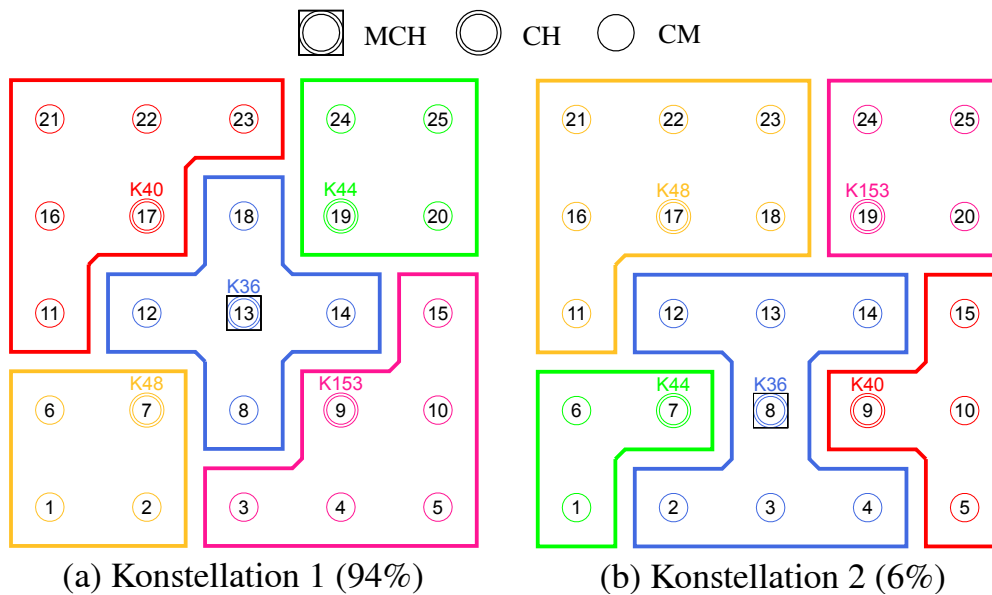 MCH CH CM
21 22 23 24 25 21 22 23 24 25
K40 K44 K48 K153
16 17 18 19 20 16 17 18 19 20
K36
11 12 13 14 15 11 12 13 14 15
K48 K153 K44 K36 K40
6 7 8 9 10 6 7 8 9 10
1 2 3 4 5 1 2 3 4 5
(a) Konstellation 1 (94%) (b) Konstellation 2 (6%)